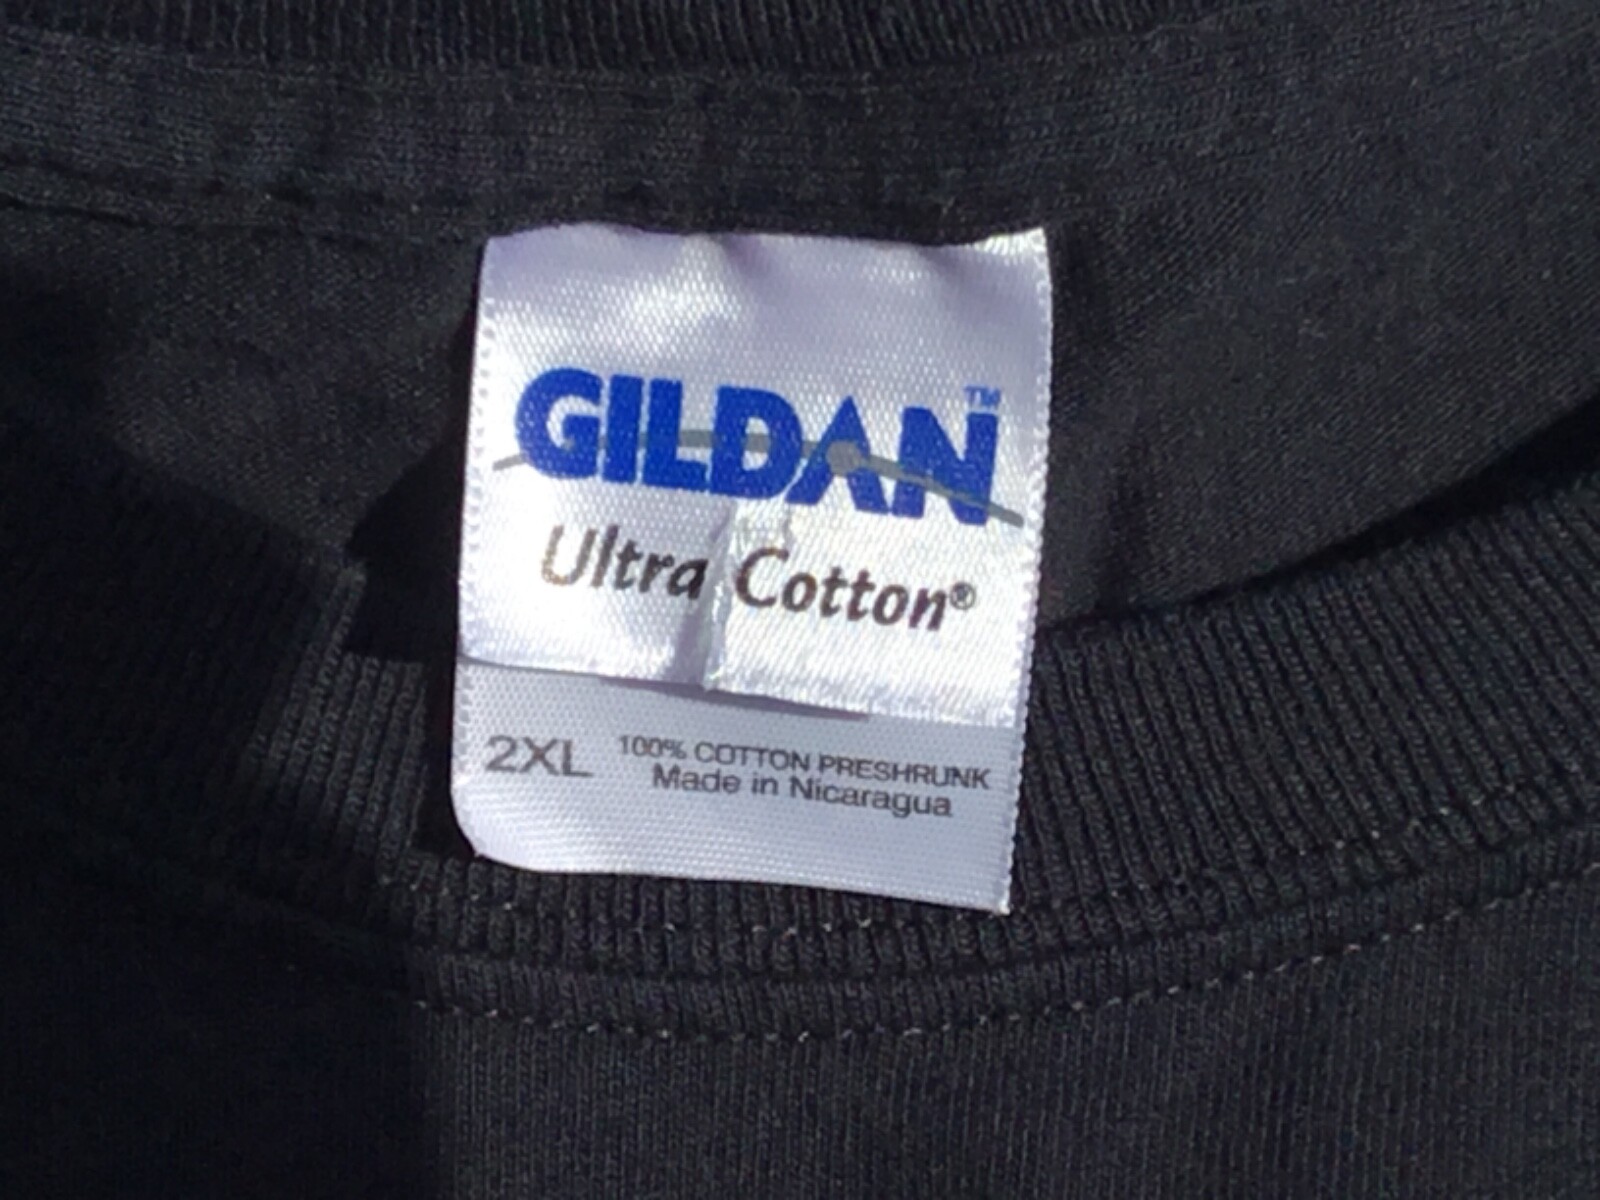 GILDAN™
Ultra Cotton®
2XL 100% COTTON PRESHRUNK
Made in Nicaragua